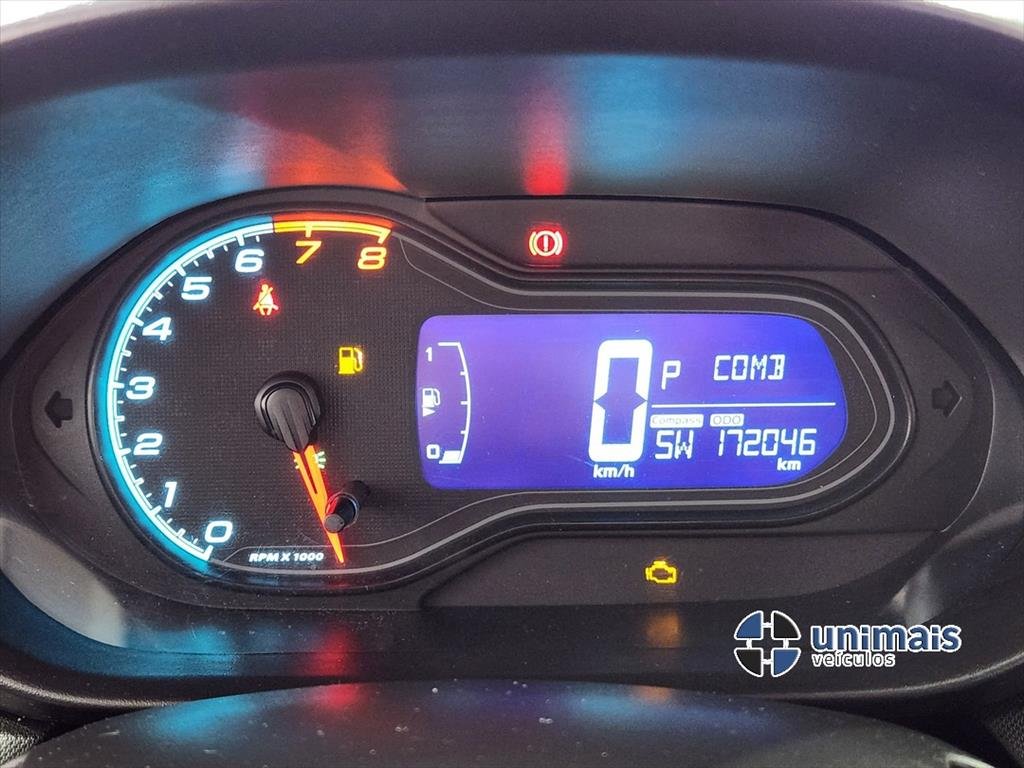 8
7
6
5
4
3
2
1
0
RPM X 1000
1
0
0
km/h
P COMB
Compass ODO
SW 172046
km
unimais
veículos